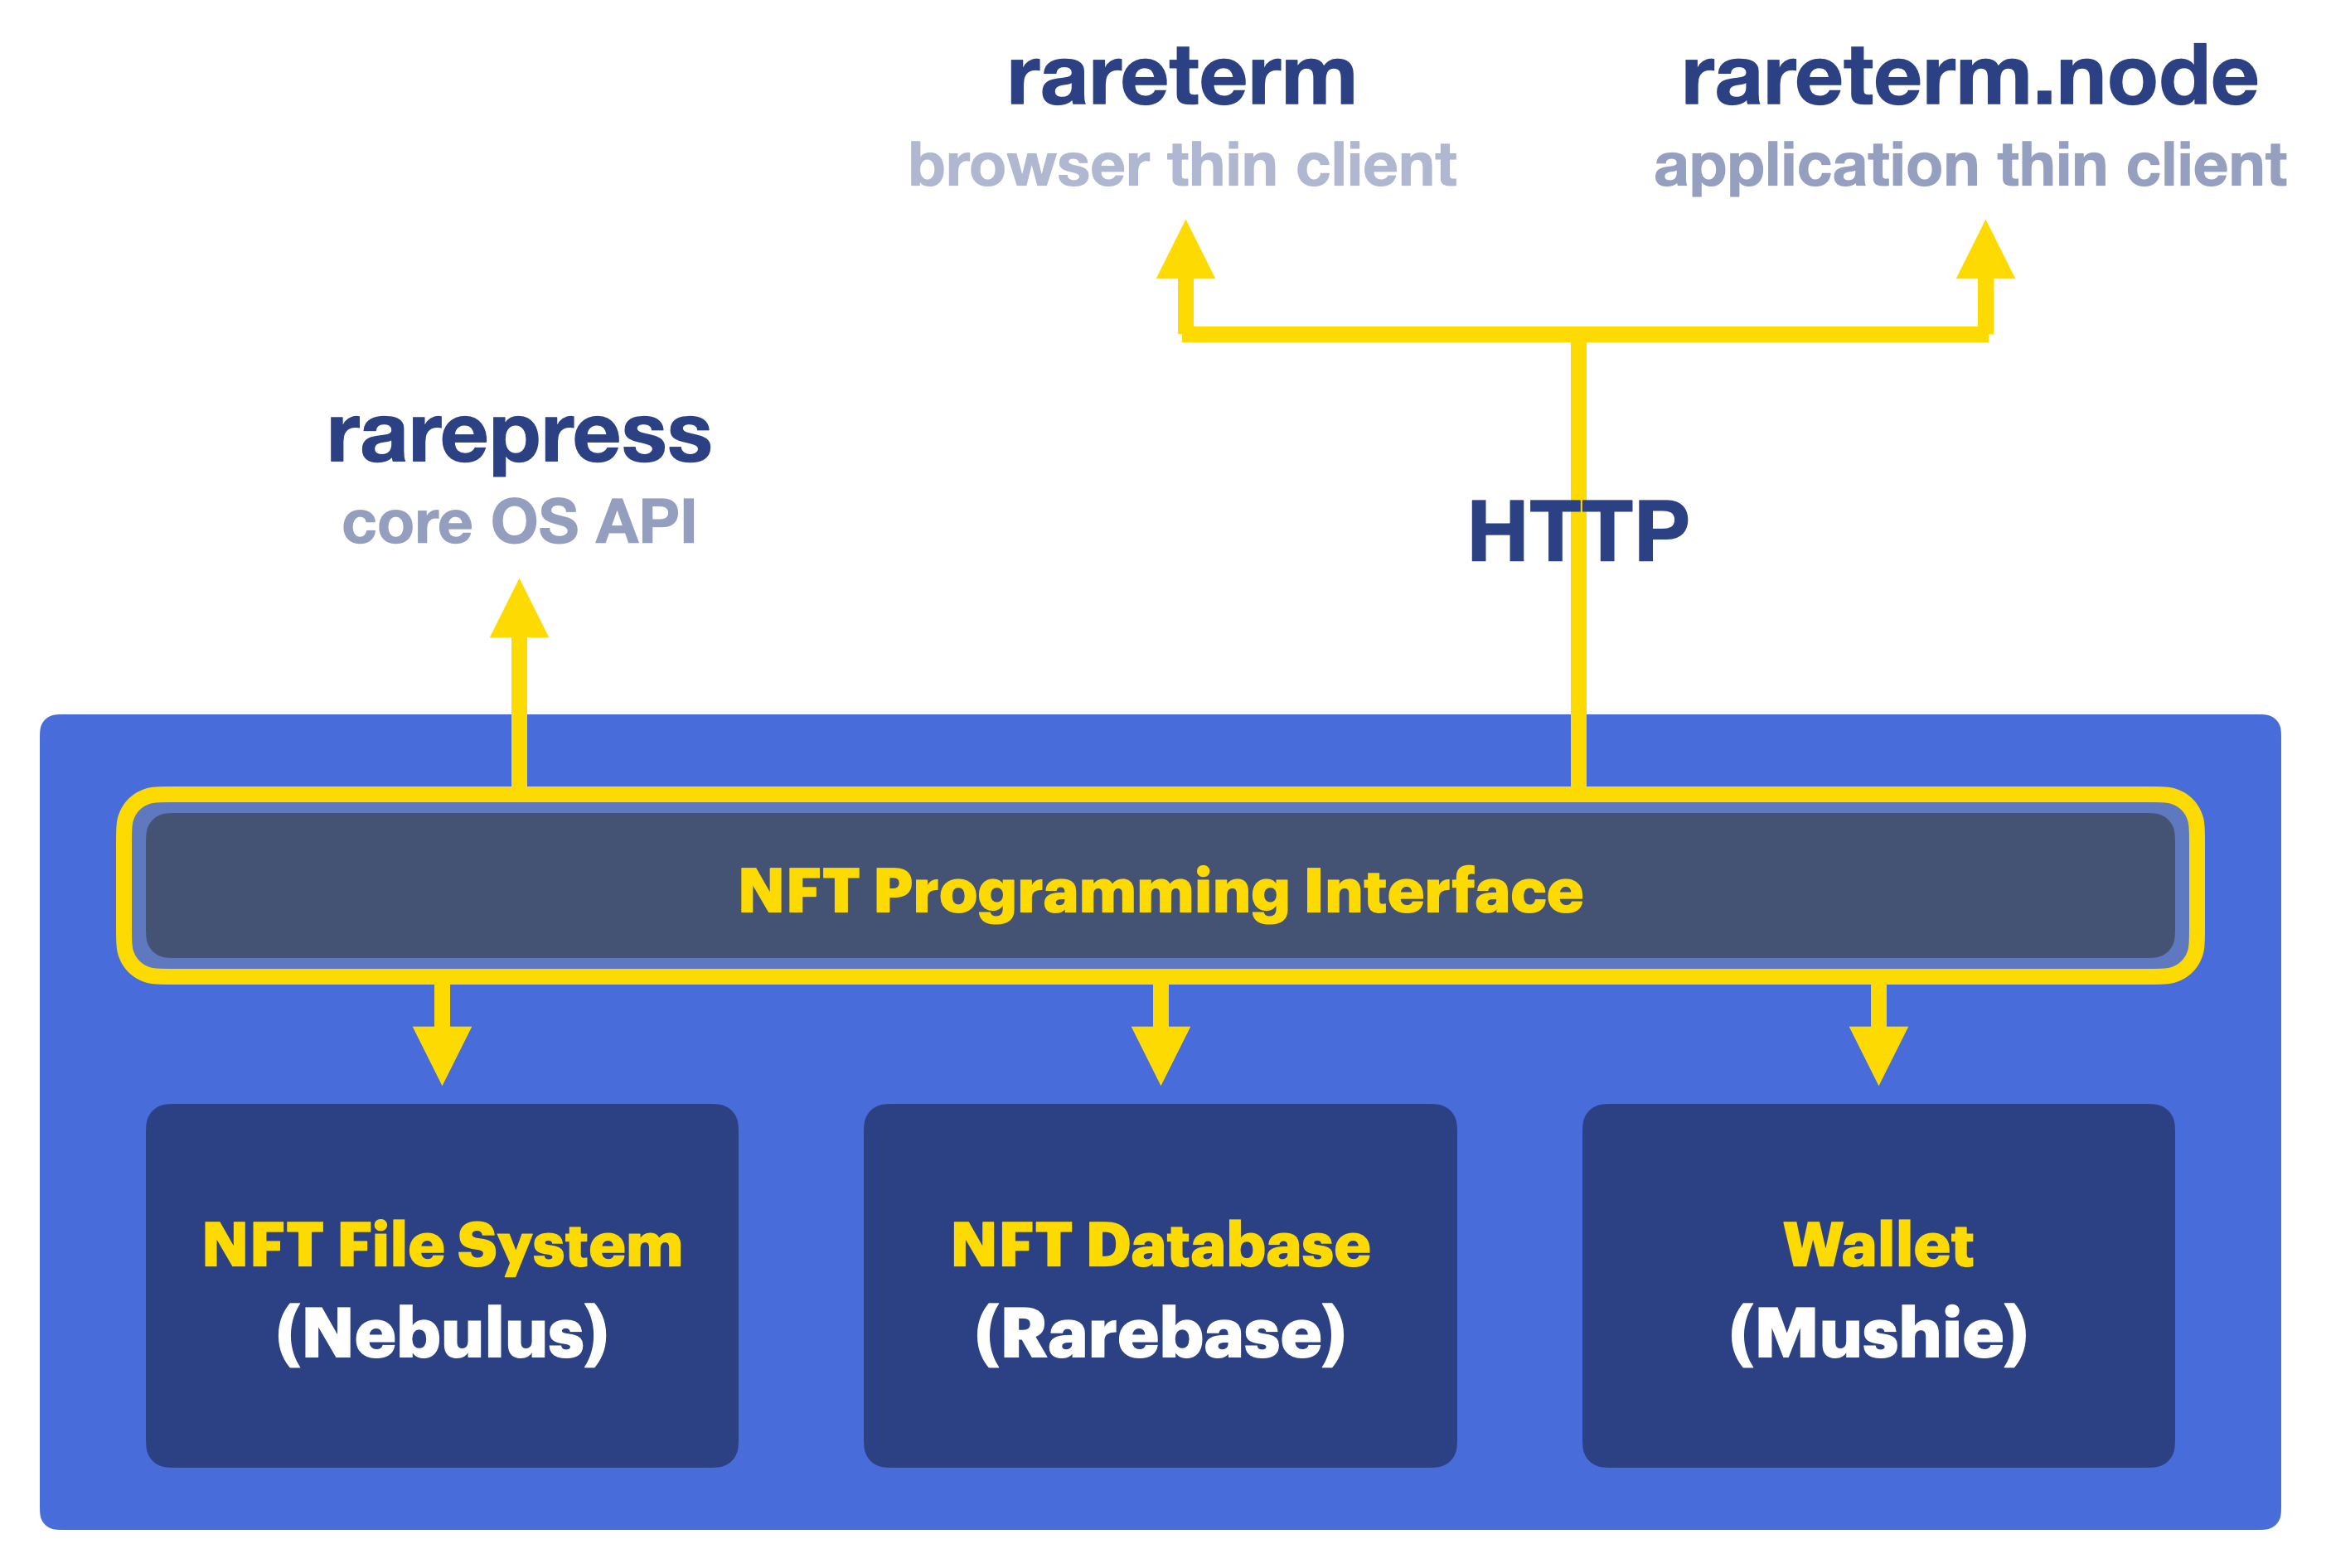 rareterm
browser thin client
rareterm.node
application thin client
rarepress
core OS API
HTTP
NFT Programming Interface
NFT File System
(Nebulus)
NFT Database
(Rarebase)
Wallet
(Mushie)